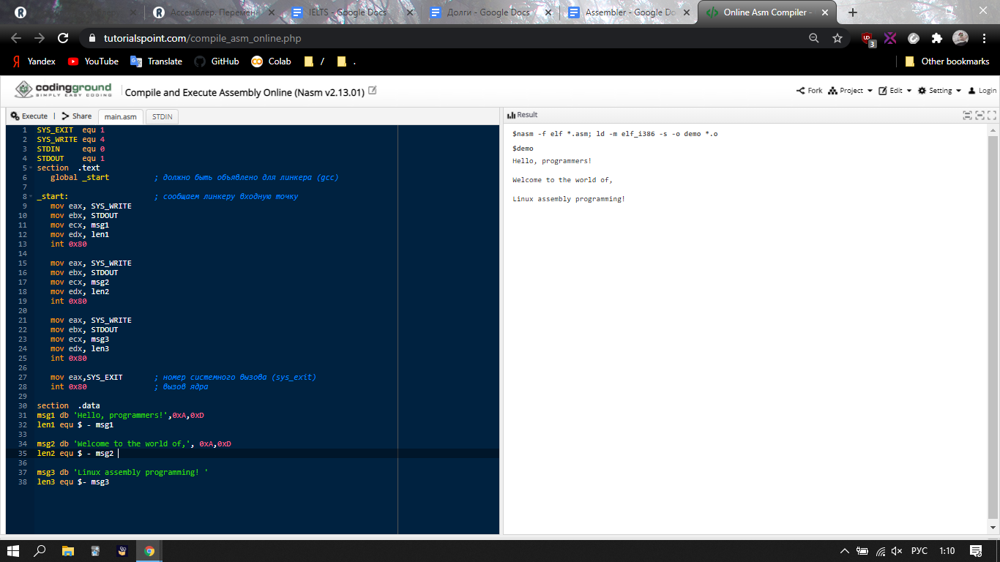 Ассемблер. Перемен
IELTS - Google Docs
Долги - Google Docs
Assembler - Google Do
Online Asm Compiler -
tutorialspoint.com/compile_asm_online.php
3
Yandex YouTube Translate GitHub Colab / . Other bookmarks
codingground
SIMPLY EASY CODING
Compile and Execute Assembly Online (Nasm v2.13.01)
Fork Project Edit Setting Login
Execute | Share main.asm STDIN
Result
1 SYS_EXIT  equ 1
2 SYS_WRITE equ 4
3 STDIN     equ 0
4 STDOUT    equ 1
5 section  .text
6    global _start          ; должно быть объявлено для линкера (gcc)
7
8 _start:                   ; сообщаем линкеру входную точку
9    mov eax, SYS_WRITE
10    mov ebx, STDOUT
11    mov ecx, msg1
12    mov edx, len1
13    int 0x80
14
15    mov eax, SYS_WRITE
16    mov ebx, STDOUT
17    mov ecx, msg2
18    mov edx, len2
19    int 0x80
20
21    mov eax, SYS_WRITE
22    mov ebx, STDOUT
23    mov ecx, msg3
24    mov edx, len3
25    int 0x80
26
27    mov eax,SYS_EXIT       ; номер системного вызова (sys_exit)
28    int 0x80               ; вызов ядра
29
30 section  .data
31 msg1 db 'Hello, programmers!',0xA,0xD
32 len1 equ $ - msg1
33
34 msg2 db 'Welcome to the world of,', 0xA,0xD
35 len2 equ $ - msg2
36
37 msg3 db 'Linux assembly programming! '
38 len3 equ $- msg3
$nasm -f elf *.asm; ld -m elf_i386 -s -o demo *.o
$demo
Hello, programmers!
Welcome to the world of,
Linux assembly programming!
РУС 1:10